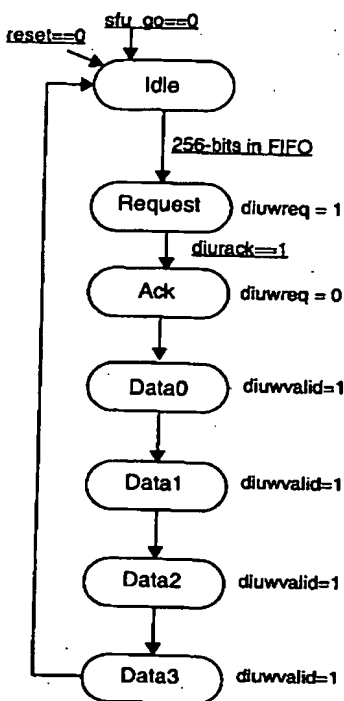 sfu_go==0
reset==0
Idle
256-bits in FIFO
Request diuwreq = 1
diurack==1
Ack diuwreq = 0
Data0 diuwvalid=1
Data1 diuwvalid=1
Data2 diuwvalid=1
Data3 diuwvalid=1